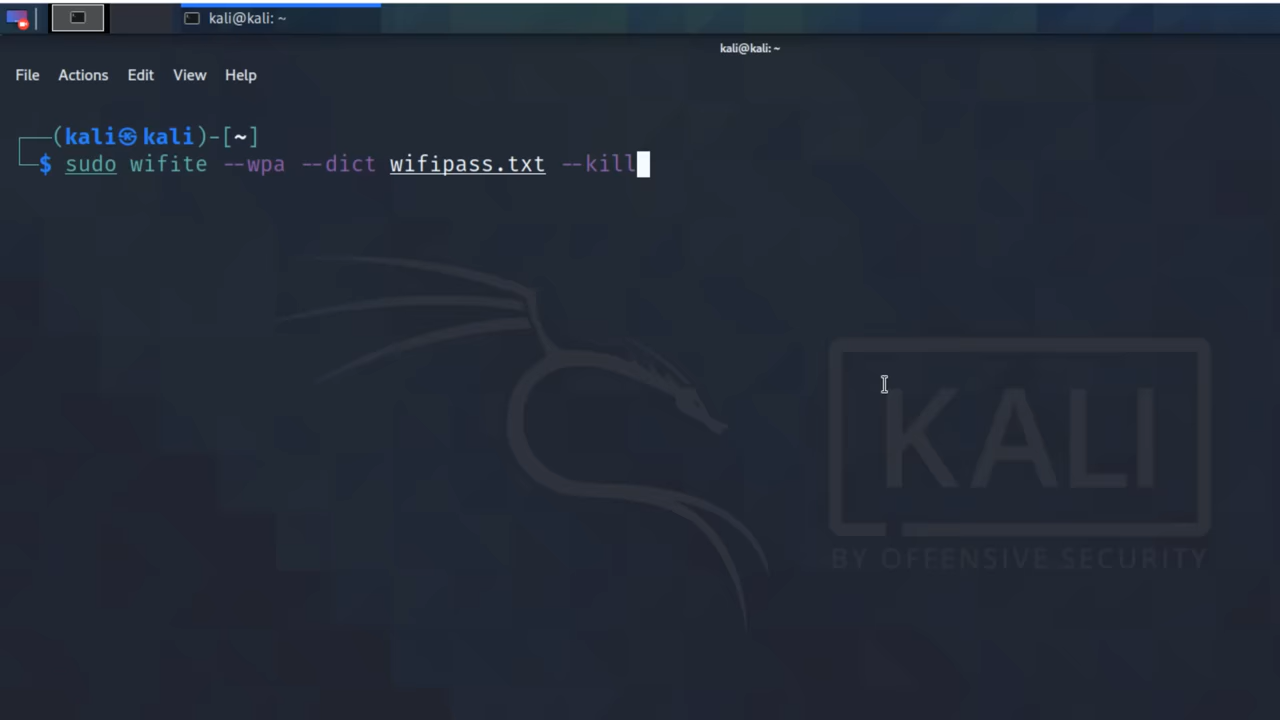 kali@kali: ~
kali@kali: ~
File Actions Edit View Help
(kali㉿kali)-[~]
$ sudo wifite --wpa --dict wifipass.txt --kill
KALI
BY OFFENSIVE SECURITY